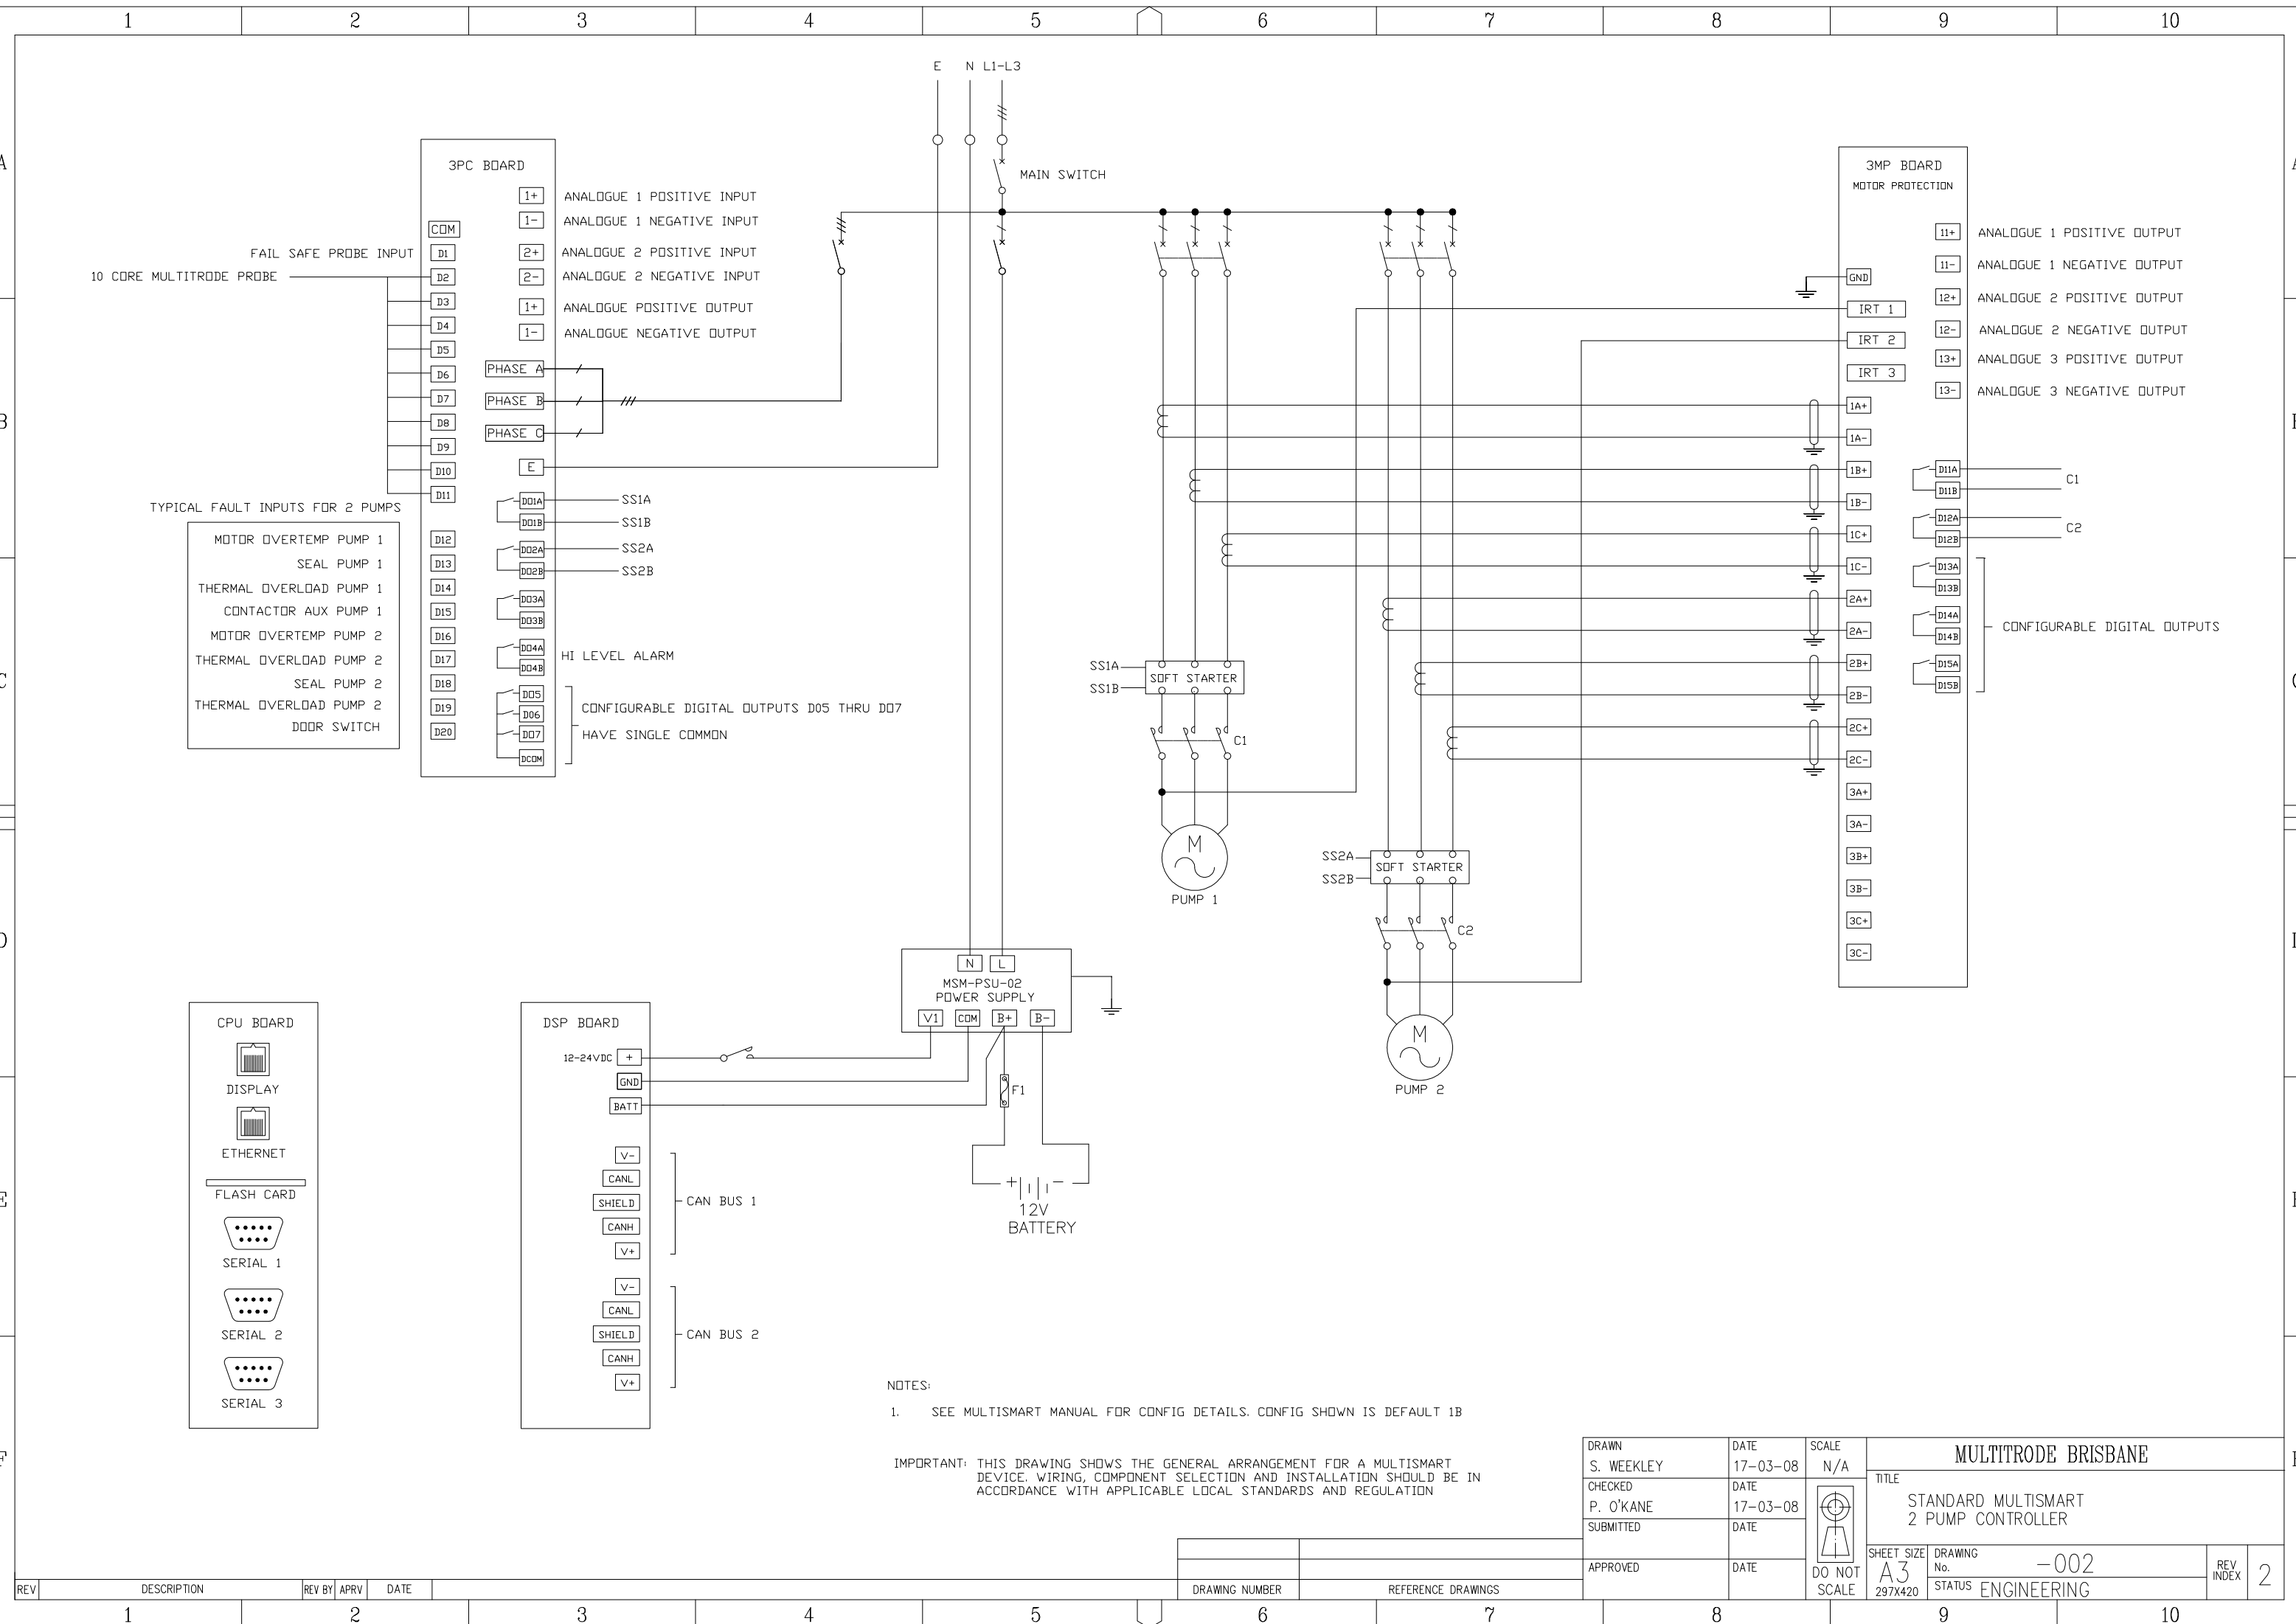 1 2 3 4 5 6 7 8 9 10
E N L1-L3
A
MAIN SWITCH
3PC BOARD
1+ ANALOGUE 1 POSITIVE INPUT
1- ANALOGUE 1 NEGATIVE INPUT
2+ ANALOGUE 2 POSITIVE INPUT
2- ANALOGUE 2 NEGATIVE INPUT
1+ ANALOGUE POSITIVE OUTPUT
1- ANALOGUE NEGATIVE OUTPUT
PHASE A
PHASE B
PHASE C
E
COM
FAIL SAFE PROBE INPUT D1
10 CORE MULTITRODE PROBE D2
D3
D4
D5
D6
D7
D8
D9
D10
D11
TYPICAL FAULT INPUTS FOR 2 PUMPS
MOTOR OVERTEMP PUMP 1 D12
SEAL PUMP 1 D13
THERMAL OVERLOAD PUMP 1 D14
CONTACTOR AUX PUMP 1 D15
MOTOR OVERTEMP PUMP 2 D16
THERMAL OVERLOAD PUMP 2 D17
SEAL PUMP 2 D18
THERMAL OVERLOAD PUMP 2 D19
DOOR SWITCH D20
DO1A SS1A
DO1B SS1B
DO2A SS2A
DO2B SS2B
DO3A
DO3B
DO4A
DO4B
HI LEVEL ALARM
DO5
DO6
DO7
DCOM
CONFIGURABLE DIGITAL OUTPUTS DO5 THRU DO7
HAVE SINGLE COMMON
3MP BOARD
MOTOR PROTECTION
11+ ANALOGUE 1 POSITIVE OUTPUT
11- ANALOGUE 1 NEGATIVE OUTPUT
12+ ANALOGUE 2 POSITIVE OUTPUT
12- ANALOGUE 2 NEGATIVE OUTPUT
13+ ANALOGUE 3 POSITIVE OUTPUT
13- ANALOGUE 3 NEGATIVE OUTPUT
GND
IRT 1
IRT 2
IRT 3
1A+
1A-
1B+
1B-
1C+
1C-
2A+
2A-
2B+
2B-
2C+
2C-
3A+
3A-
3B+
3B-
3C+
3C-
D11A
D11B
C1
D12A
D12B
C2
D13A
D13B
D14A
D14B
D15A
D15B
CONFIGURABLE DIGITAL OUTPUTS
SS1A
SS1B
SOFT STARTER
C1
M
PUMP 1
SS2A
SS2B
SOFT STARTER
C2
M
PUMP 2
N L
MSM-PSU-02
POWER SUPPLY
V1 COM B+ B-
F1
+ -
12V
BATTERY
CPU BOARD
DISPLAY
ETHERNET
FLASH CARD
SERIAL 1
SERIAL 2
SERIAL 3
DSP BOARD
12-24VDC +
GND
BATT
V-
CANL
SHIELD
CANH
V+
CAN BUS 1
V-
CANL
SHIELD
CANH
V+
CAN BUS 2
NOTES:
1. SEE MULTISMART MANUAL FOR CONFIG DETAILS. CONFIG SHOWN IS DEFAULT 1B
IMPORTANT: THIS DRAWING SHOWS THE GENERAL ARRANGEMENT FOR A MULTISMART
DEVICE. WIRING, COMPONENT SELECTION AND INSTALLATION SHOULD BE IN
ACCORDANCE WITH APPLICABLE LOCAL STANDARDS AND REGULATION
DRAWN DATE SCALE
S. WEEKLEY 17-03-08 N/A
CHECKED DATE
P. O'KANE 17-03-08
SUBMITTED DATE
APPROVED DATE
DO NOT
SCALE
MULTITRODE BRISBANE
TITLE
STANDARD MULTISMART
2 PUMP CONTROLLER
SHEET SIZE
A3
297X420
DRAWING
No.
-002
STATUS ENGINEERING
REV
INDEX
2
REV DESCRIPTION REV BY APRV DATE
DRAWING NUMBER REFERENCE DRAWINGS
1 2 3 4 5 6 7 8 9 10